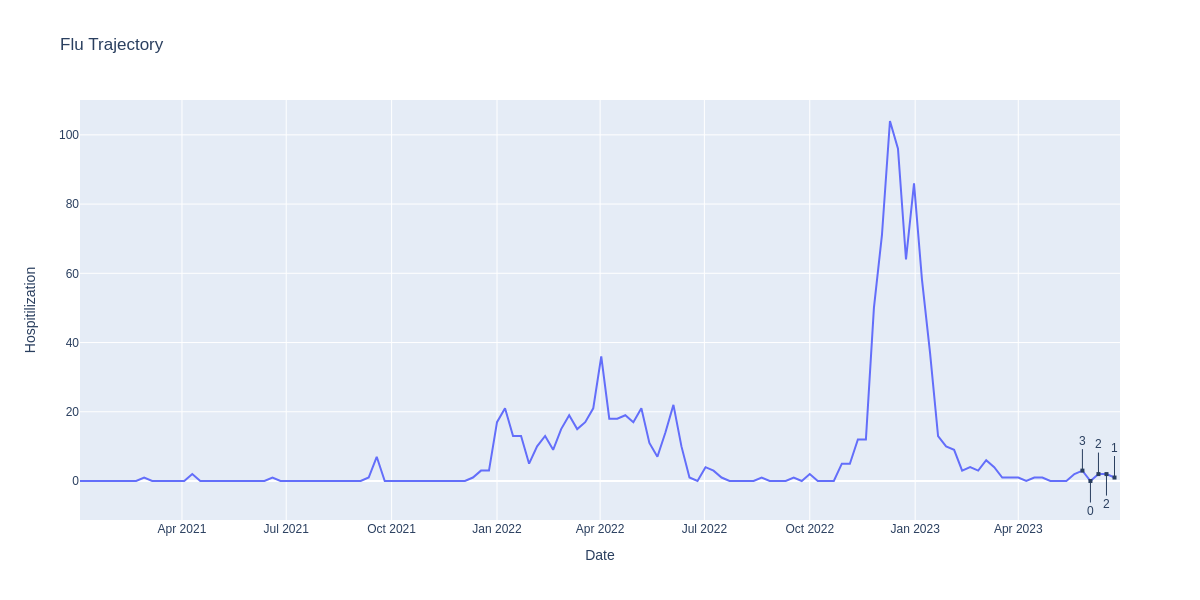 Flu Trajectory
Hospitilization
100
80
60
40
20
0
3
2
1
0
2
Apr 2021
Jul 2021
Oct 2021
Jan 2022
Apr 2022
Jul 2022
Oct 2022
Jan 2023
Apr 2023
Date